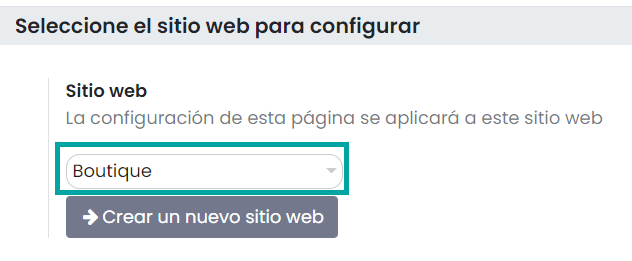 Seleccione el sitio web para configurar
Sitio web
La configuración de esta página se aplicará a este sitio web
Boutique
Crear un nuevo sitio web